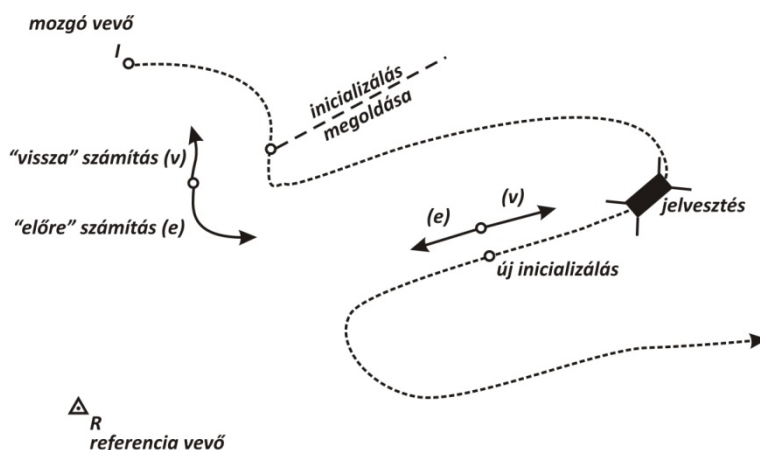 mozgó vevő
I
inicializálás
megoldása
“vissza” számítás (v)
“előre” számítás (e)
(e)
(v)
jelvesztés
új inicializálás
R
referencia vevő